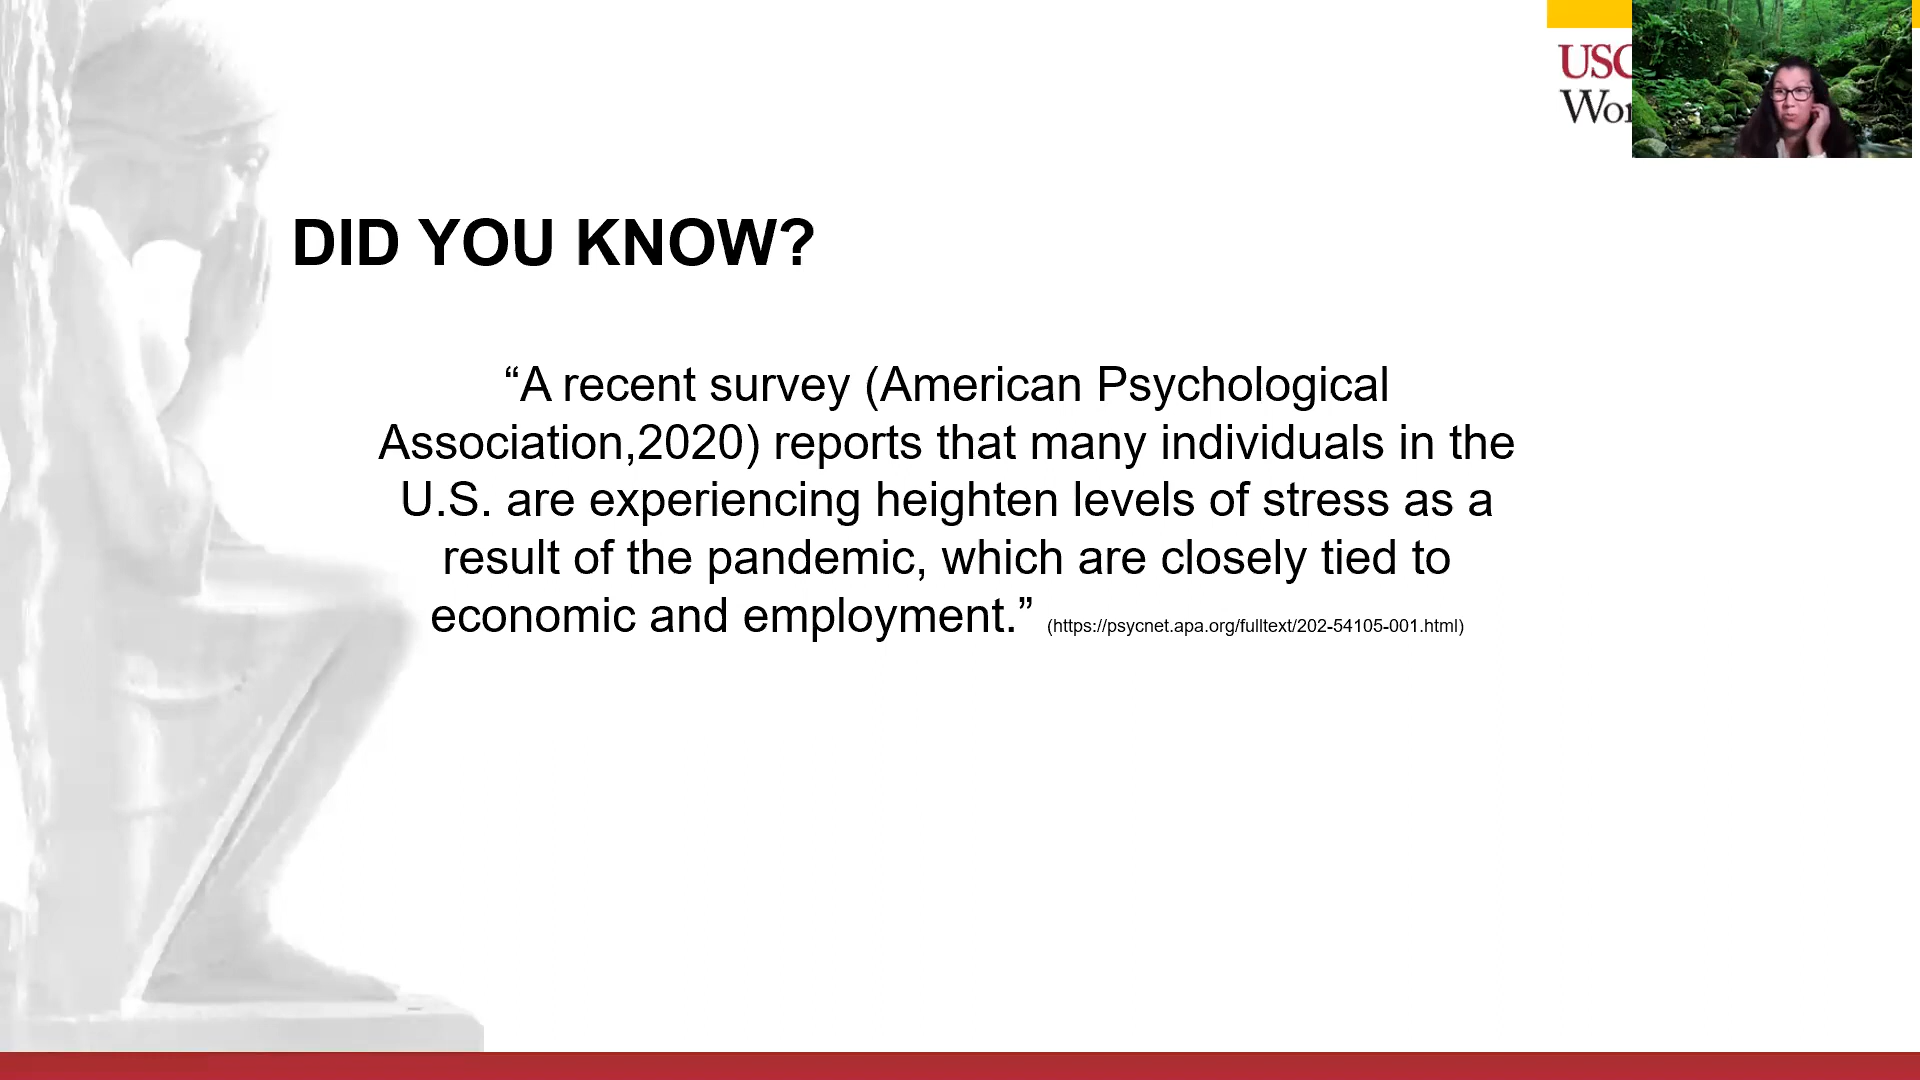 USC
Wor
DID YOU KNOW?
“A recent survey (American Psychological
Association,2020) reports that many individuals in the
U.S. are experiencing heighten levels of stress as a
result of the pandemic, which are closely tied to
economic and employment.” (https://psycnet.apa.org/fulltext/202-54105-001.html)